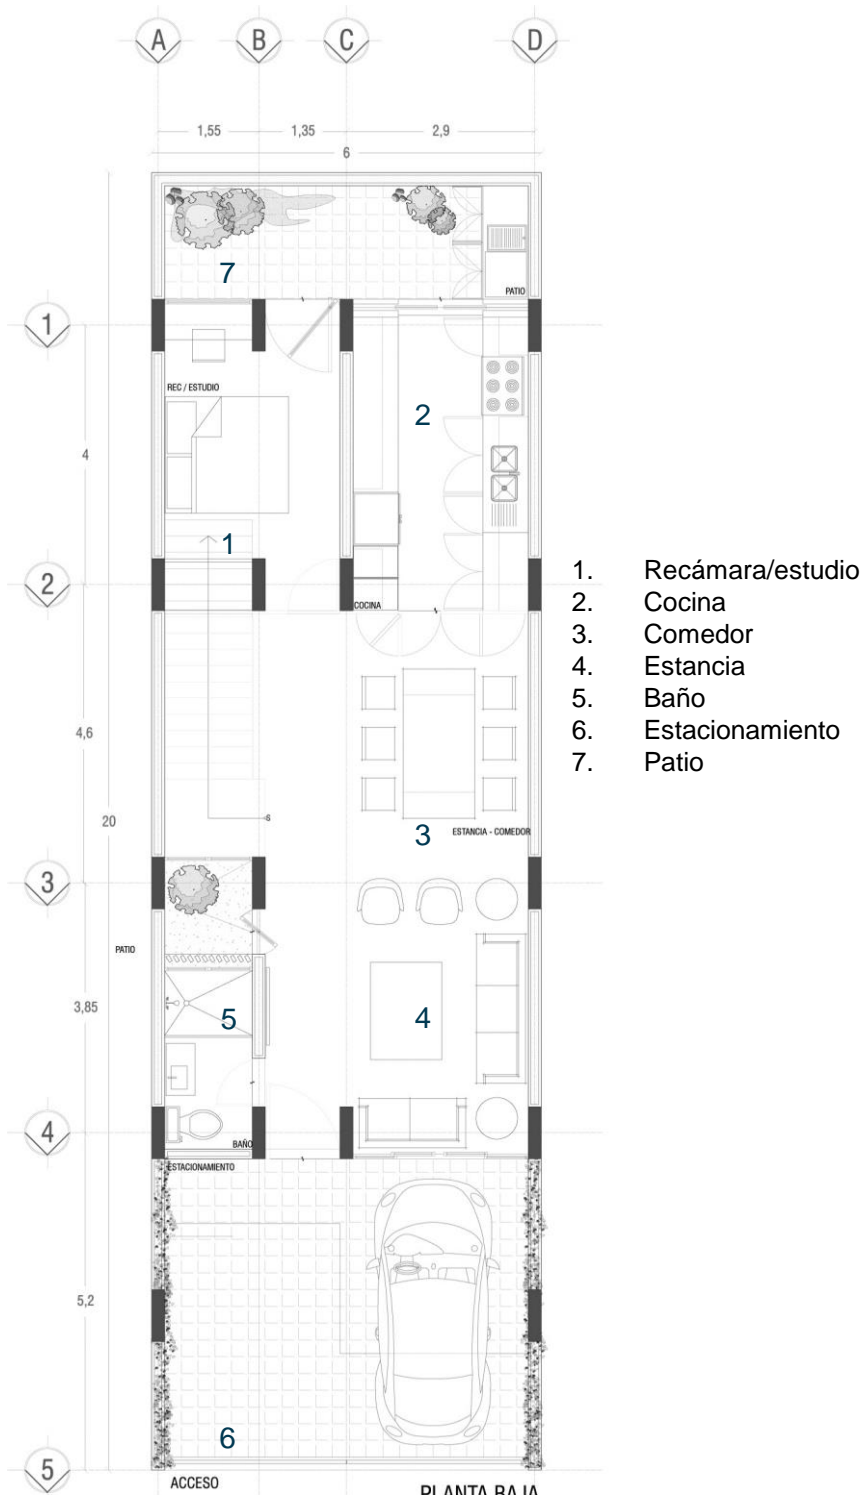 A B C D
1,55 1,35 2,9
6
7
PATIO
1
REC / ESTUDIO
2
4
1
2
COCINA
1. Recámara/estudio
2. Cocina
3. Comedor
4. Estancia
5. Baño
6. Estacionamiento
7. Patio
4,6
20
3
ESTANCIA - COMEDOR
3
PATIO
3,85
5
4
4
BAÑO
ESTACIONAMIENTO
5,2
6
5
ACCESO
PLANTA BAJA